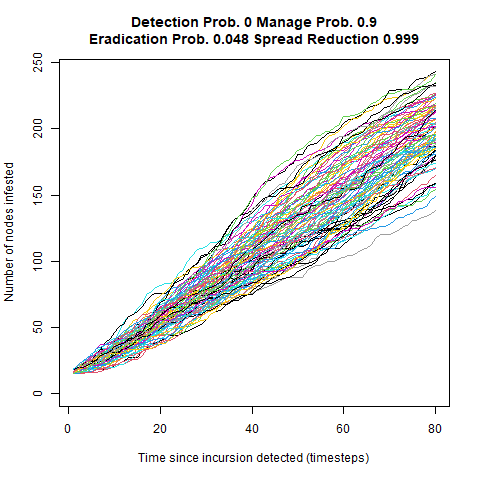 Detection Prob. 0 Manage Prob. 0.9
Eradication Prob. 0.048 Spread Reduction 0.999
250
200
150
100
50
0
Number of nodes infested
0 20 40 60 80
Time since incursion detected (timesteps)